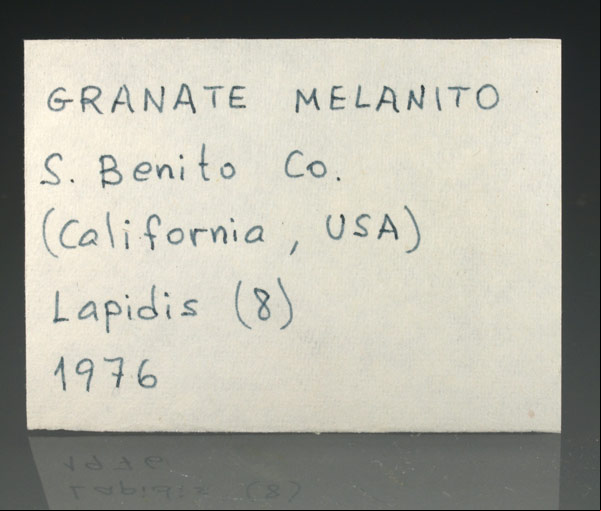 GRANATE MELANITO
S. Benito Co.
(California, USA)
Lapidis (8)
1976